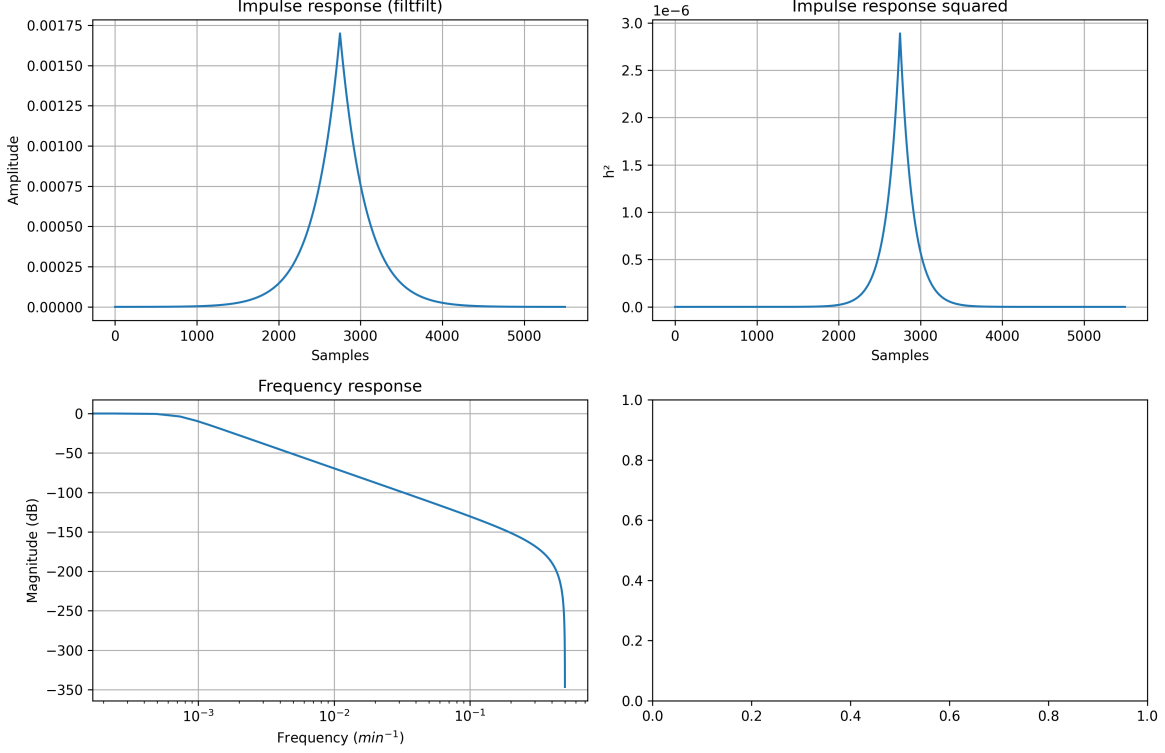 Impulse response (filtfilt)
0.00175
0.00150
0.00125
0.00100
0.00075
0.00050
0.00025
0.00000
Amplitude
0 1000 2000 3000 4000 5000
Samples
Impulse response squared
1e−6
3.0
2.5
2.0
1.5
1.0
0.5
0.0
h²
0 1000 2000 3000 4000 5000
Samples
Frequency response
0
−50
−100
−150
−200
−250
−300
−350
Magnitude (dB)
10⁻³ 10⁻² 10⁻¹
Frequency (min⁻¹)
1.0
0.8
0.6
0.4
0.2
0.0
0.0 0.2 0.4 0.6 0.8 1.0